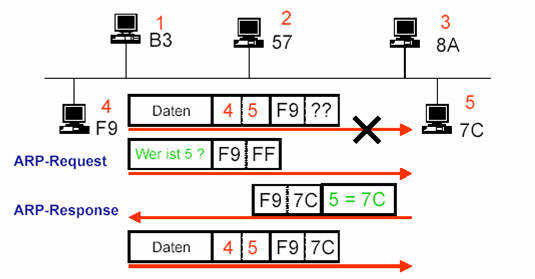 1 2 3
B3 57 8A
4 5
F9 7C
Daten 4 5 F9 ??
Wer ist 5 ? F9 FF
ARP-Request
F9 7C 5 = 7C
ARP-Response
Daten 4 5 F9 7C